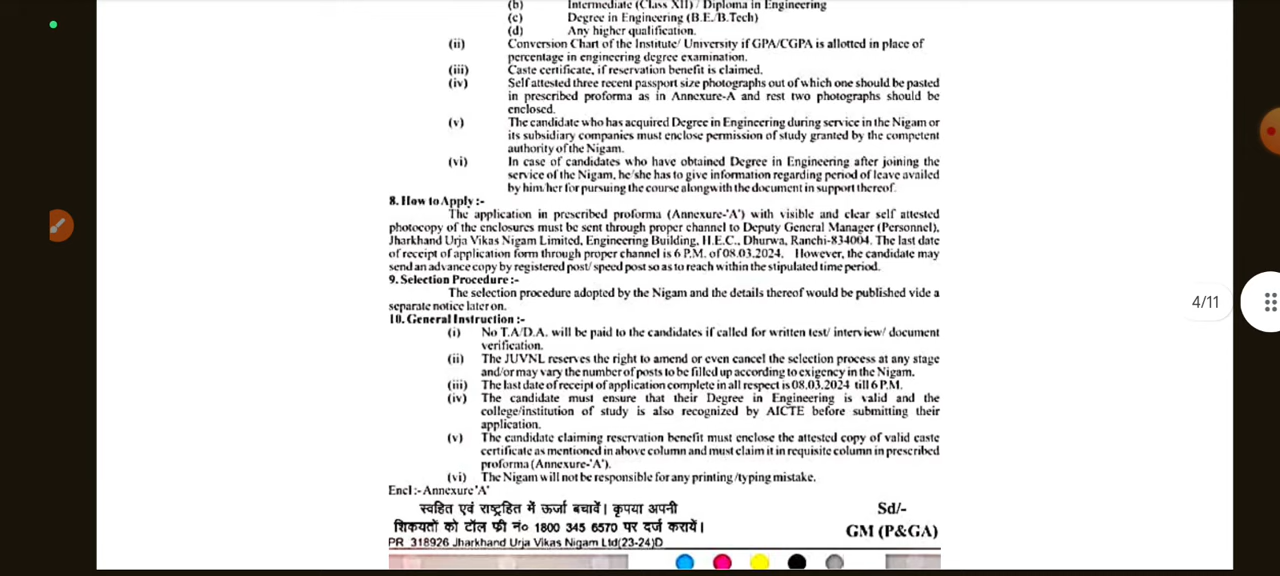 (b) Intermediate (Class XII) / Diploma in Engineering
(c) Degree in Engineering (B.E./B.Tech)
(d) Any higher qualification.
(ii) Conversion Chart of the Institute/ University if GPA/CGPA is allotted in place of
percentage in engineering degree examination.
(iii) Caste certificate, if reservation benefit is claimed.
(iv) Self attested three recent passport size photographs out of which one should be pasted
in prescribed proforma as in Annexure-A and rest two photographs should be
enclosed.
(v) The candidate who has acquired Degree in Engineering during service in the Nigam or
its subsidiary companies must enclose permission of study granted by the competent
authority of the Nigam.
(vi) In case of candidates who have obtained Degree in Engineering after joining the
service of the Nigam, he/she has to give information regarding period of leave availed
by him/her for pursuing the course alongwith the document in support thereof.
8. How to Apply :-
The application in prescribed proforma (Annexure-'A') with visible and clear self attested
photocopy of the enclosures must be sent through proper channel to Deputy General Manager (Personnel),
Jharkhand Urja Vikas Nigam Limited, Engineering Building, H.E.C., Dhurwa, Ranchi-834004. The last date
of receipt of application form through proper channel is 6 P.M. of 08.03.2024. However, the candidate may
send an advance copy by registered post/ speed post so as to reach within the stipulated time period.
9. Selection Procedure :-
The selection procedure adopted by the Nigam and the details thereof would be published vide a
separate notice later on.
10. General Instruction :-
(i) No T.A/D.A. will be paid to the candidates if called for written test/ interview/ document
verification.
(ii) The JUVNL reserves the right to amend or even cancel the selection process at any stage
and/or may vary the number of posts to be filled up according to exigency in the Nigam.
(iii) The last date of receipt of application complete in all respect is 08.03.2024 till 6 P.M.
(iv) The candidate must ensure that their Degree in Engineering is valid and the
college/institution of study is also recognized by AICTE before submitting their
application.
(v) The candidate claiming reservation benefit must enclose the attested copy of valid caste
certificate as mentioned in above column and must claim it in requisite column in prescribed
proforma (Annexure-'A').
(vi) The Nigam will not be responsible for any printing /typing mistake.
Encl :- Annexure 'A'
स्वहित एवं राष्ट्रहित में ऊर्जा बचावें। कृपया अपनी
शिकायतों को टॉल फी नं० 1800 345 6570 पर दर्ज करायें।
Sd/-
GM (P&GA)
PR 318926 Jharkhand Urja Vikas Nigam Ltd(23-24)D
4/11